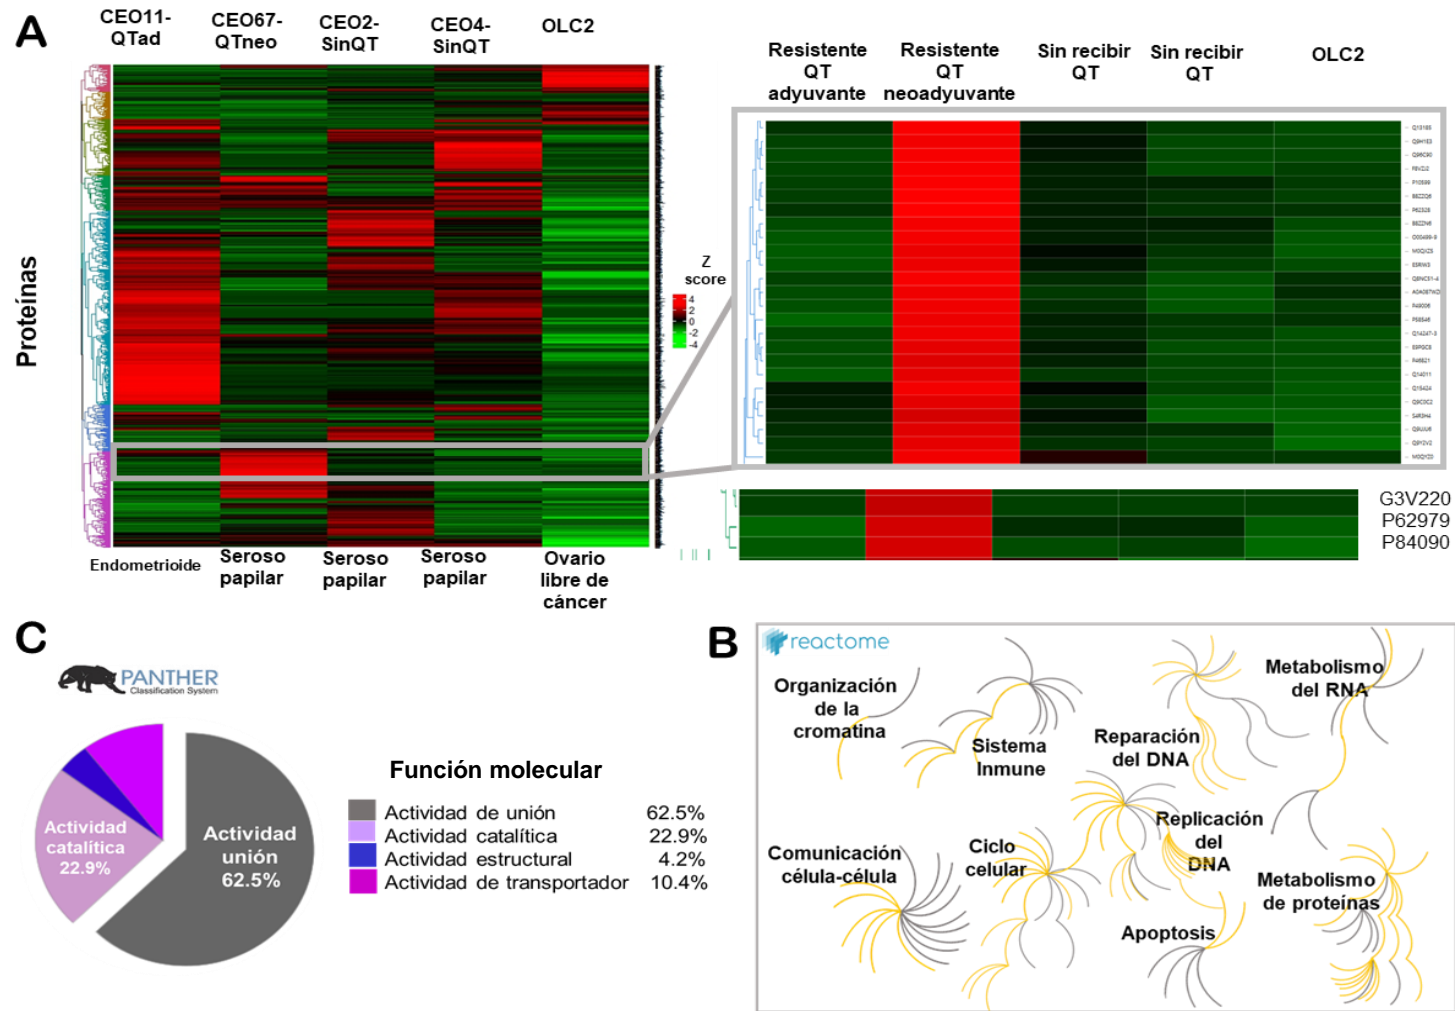 A
CEO11-
QTad
CEO67-
QTneo
CEO2-
SinQT
CEO4-
SinQT
OLC2
Proteínas
Z
score
4
2
0
-2
-4
Endometrioide
Seroso
papilar
Seroso
papilar
Seroso
papilar
Ovario
libre de
cáncer
Resistente
QT
adyuvante
Resistente
QT
neoadyuvante
Sin recibir
QT
Sin recibir
QT
OLC2
G3V220
P62979
P84090
C
PANTHER
Classification System
Actividad
catalítica
22.9%
Actividad
unión
62.5%
Función molecular
Actividad de unión 62.5%
Actividad catalítica 22.9%
Actividad estructural 4.2%
Actividad de transportador 10.4%
B
reactome
Organización
de la
cromatina
Sistema
Inmune
Reparación
del DNA
Metabolismo
del RNA
Comunicación
célula-célula
Ciclo
celular
Replicación
del
DNA
Apoptosis
Metabolismo
de proteínas